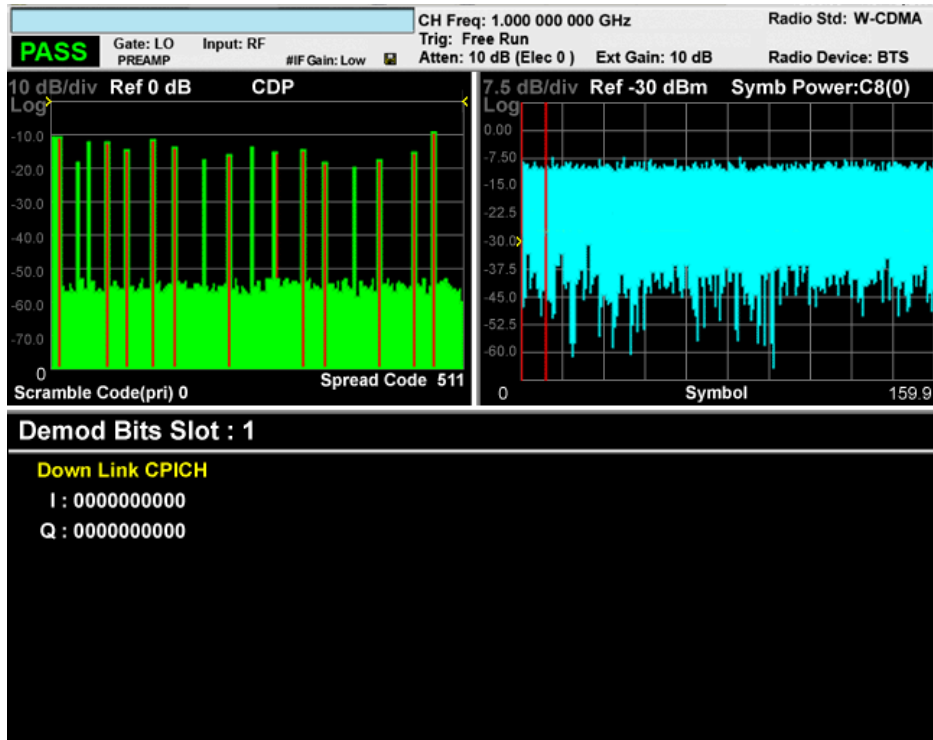 CH Freq: 1.000 000 000 GHz Radio Std: W-CDMA
PASS Gate: LO Input: RF Trig: Free Run
PREAMP #IF Gain: Low Atten: 10 dB (Elec 0 ) Ext Gain: 10 dB Radio Device: BTS
10 dB/div Ref 0 dB CDP
Log
-10.0
-20.0
-30.0
-40.0
-50.0
-60.0
-70.0
0 Spread Code 511
Scramble Code(pri) 0
7.5 dB/div Ref -30 dBm Symb Power:C8(0)
Log
0.00
-7.50
-15.0
-22.5
-30.0
-37.5
-45.0
-52.5
-60.0
0 Symbol 159.9
Demod Bits Slot : 1
Down Link CPICH
I : 0000000000
Q : 0000000000